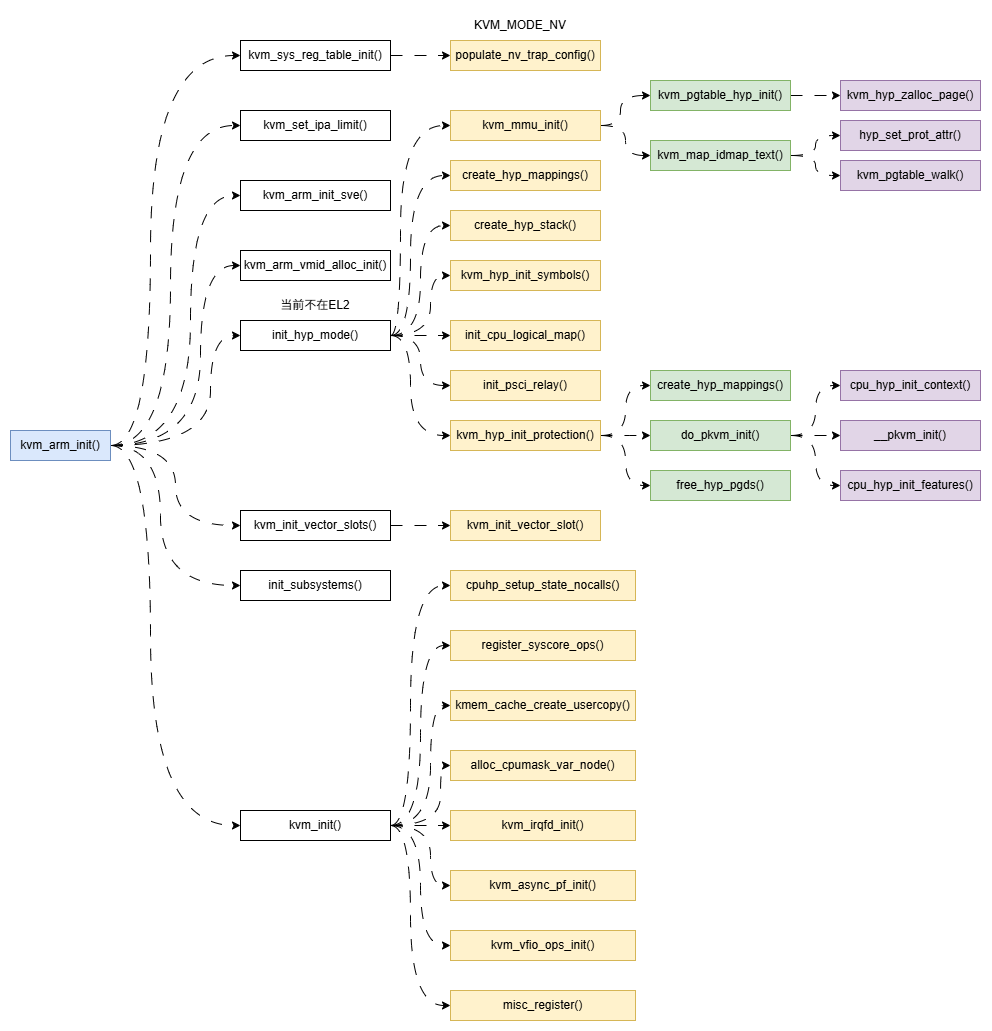 KVM_MODE_NV
kvm_sys_reg_table_init()
populate_nv_trap_config()
kvm_pgtable_hyp_init()
kvm_hyp_zalloc_page()
kvm_set_ipa_limit()
kvm_mmu_init()
hyp_set_prot_attr()
kvm_map_idmap_text()
kvm_arm_init_sve()
create_hyp_mappings()
kvm_pgtable_walk()
create_hyp_stack()
kvm_arm_vmid_alloc_init()
kvm_hyp_init_symbols()
当前不在EL2
init_hyp_mode()
init_cpu_logical_map()
init_psci_relay()
create_hyp_mappings()
cpu_hyp_init_context()
kvm_arm_init()
kvm_hyp_init_protection()
do_pkvm_init()
__pkvm_init()
free_hyp_pgds()
cpu_hyp_init_features()
kvm_init_vector_slots()
kvm_init_vector_slot()
init_subsystems()
cpuhp_setup_state_nocalls()
register_syscore_ops()
kmem_cache_create_usercopy()
alloc_cpumask_var_node()
kvm_init()
kvm_irqfd_init()
kvm_async_pf_init()
kvm_vfio_ops_init()
misc_register()